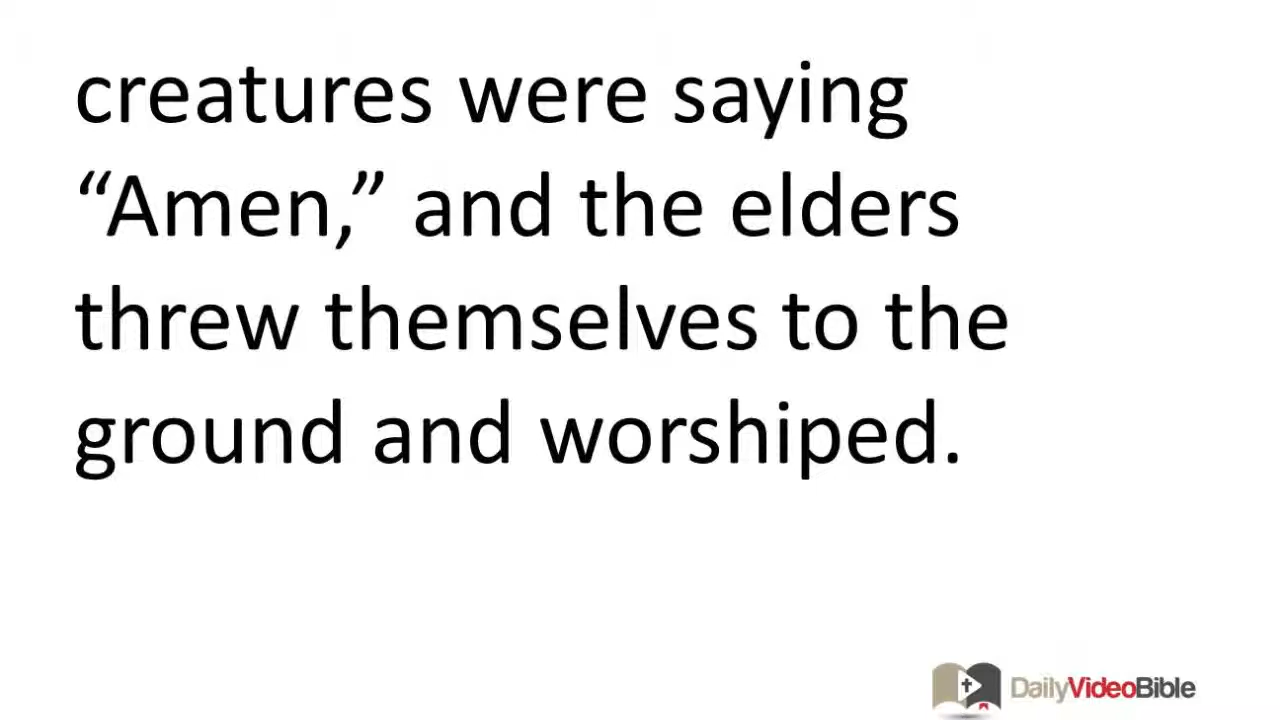 creatures were saying
“Amen,” and the elders
threw themselves to the
ground and worshiped.
DailyVideoBible